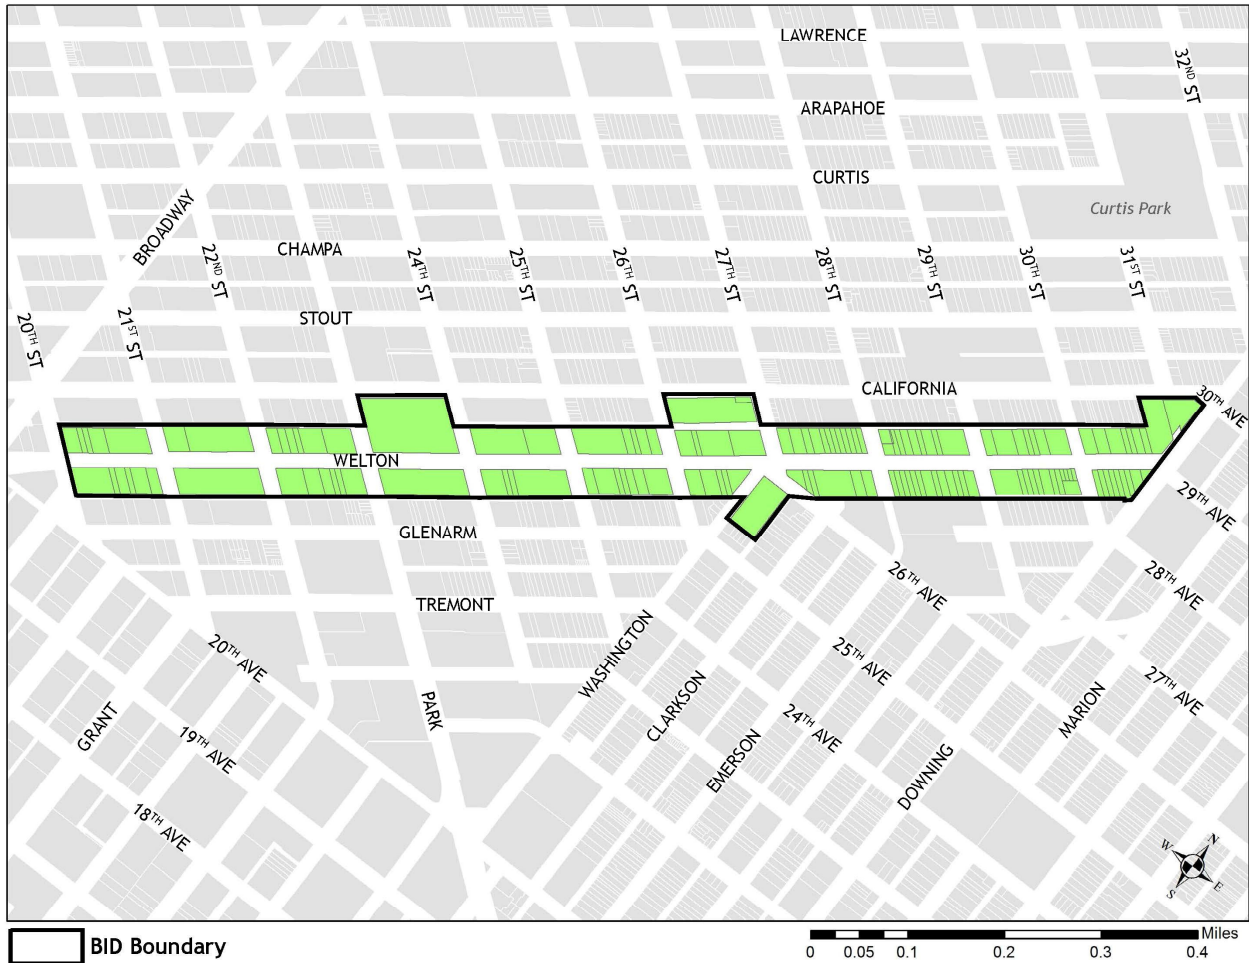 LAWRENCE
32ND ST
ARAPAHOE
CURTIS
Curtis Park
BROADWAY
CHAMPA
22ND ST
24TH ST
25TH ST
26TH ST
27TH ST
28TH ST
29TH ST
30TH ST
31ST ST
20TH ST
21ST ST
STOUT
CALIFORNIA
30TH AVE
WELTON
29TH AVE
GLENARM
26TH AVE
28TH AVE
TREMONT
20TH AVE
WASHINGTON
25TH AVE
27TH AVE
GRANT
PARK
CLARKSON
MARION
19TH AVE
24TH AVE
EMERSON
DOWNING
18TH AVE
N
W
E
S
BID Boundary
Miles
0 0.05 0.1 0.2 0.3 0.4